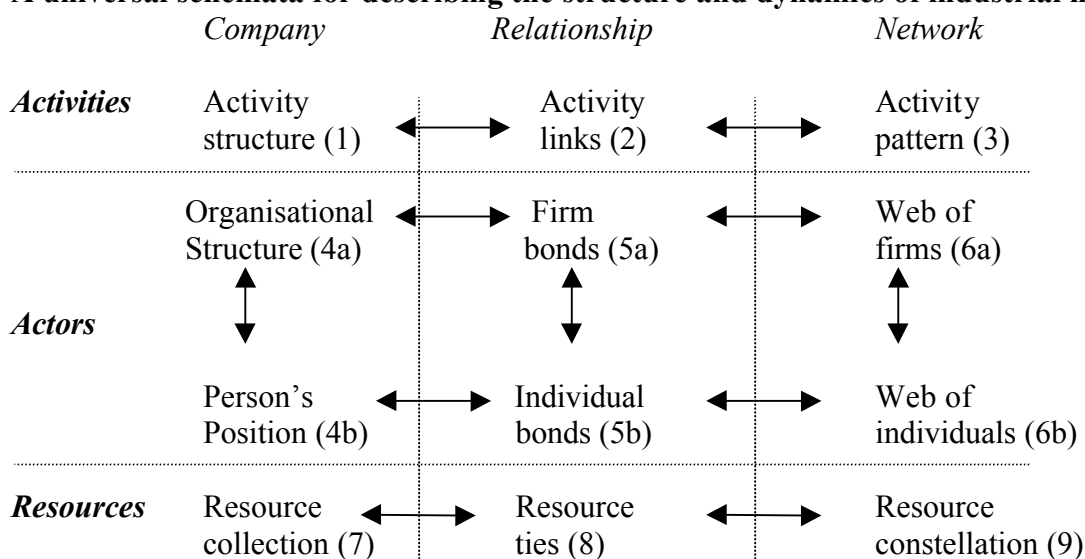 A universal schemata for describing the structure and dynamics of industrial
Company Relationship Network
Activities Activity Activity Activity
structure (1) links (2) pattern (3)
Organisational Firm Web of
Structure (4a) bonds (5a) firms (6a)
Actors
Person’s Individual Web of
Position (4b) bonds (5b) individuals (6b)
Resources Resource Resource Resource
collection (7) ties (8) constellation (9)